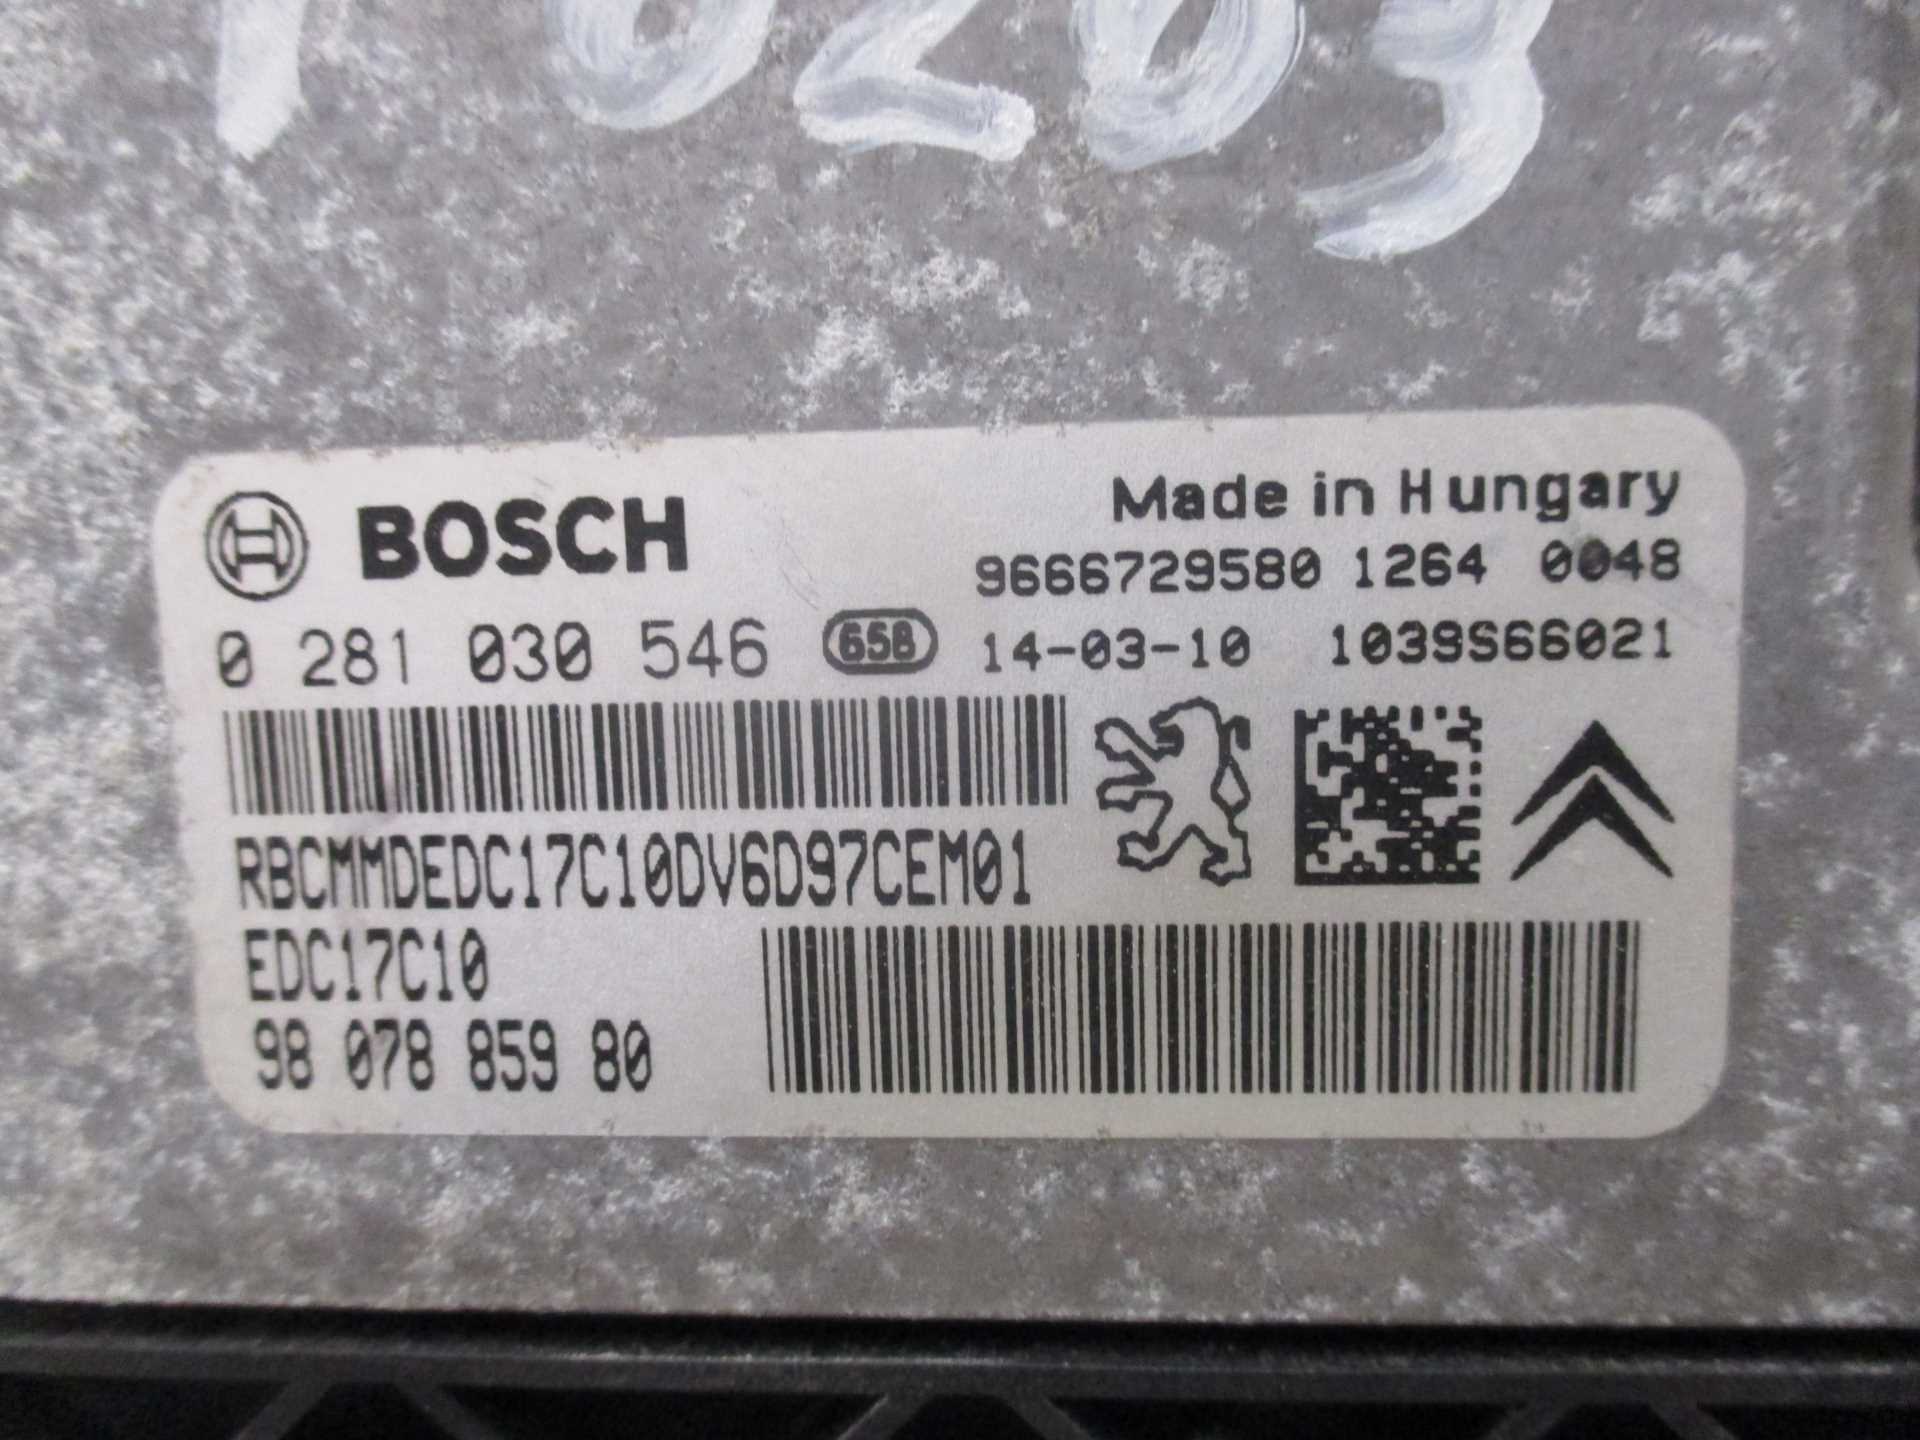 BOSCH
Made in Hungary
9666729580 1264 0048
0 281 030 546 65B 14-03-10 1039S66021
RBCMMDEDC17C10DV6D97CEM01
EDC17C10
98 078 859 80